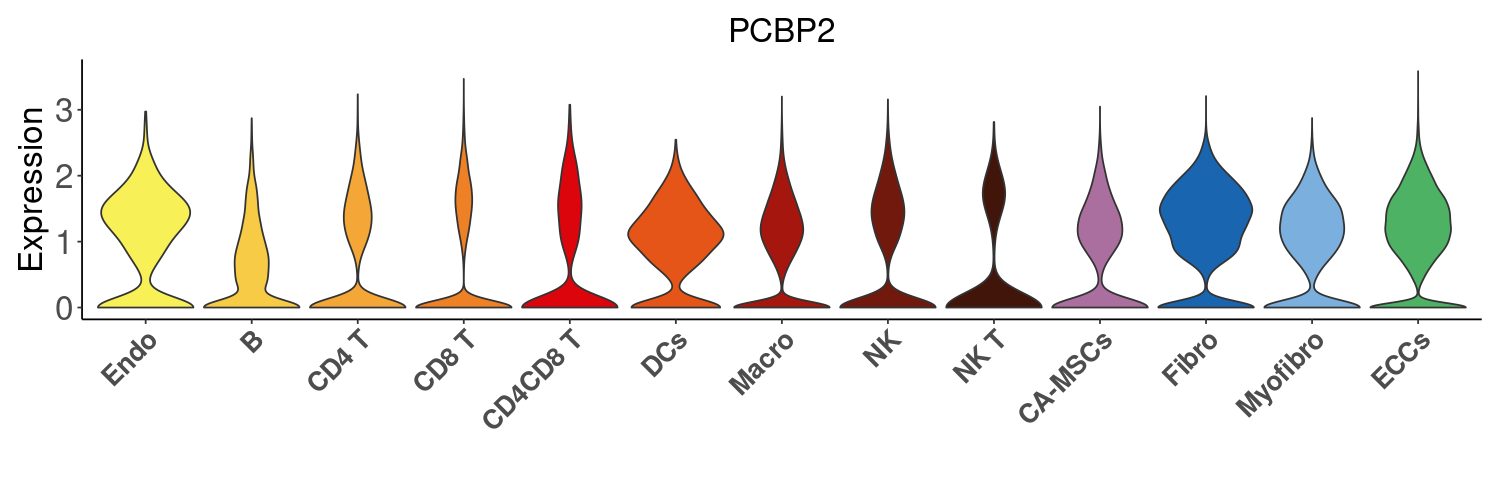 PCBP2
Expression
3
2
1
0
Endo
B
CD4 T
CD8 T
CD4CD8 T
DCs
Macro
NK
NK T
CA-MSCs
Fibro
Myofibro
ECCs